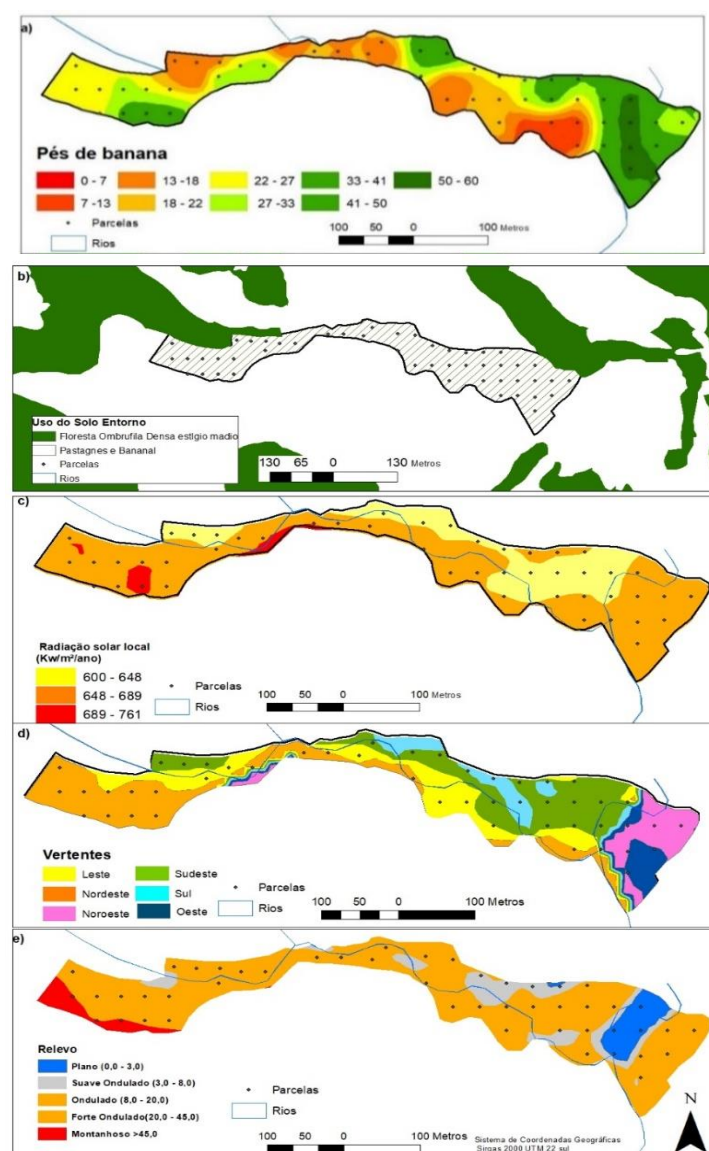 a)
Pés de banana
0 - 7 13-18 22 - 27 33 - 41 50 - 60
7 -13 18 - 22 27 -33 41 -50
Parcelas
Rios
100 50 0 100 Metros
b)
Uso do Solo Entorno
Floresta Ombrufila Densa estlgio madio
Pastagnes e Bananal
Parcelas
Rios
130 65 0 130 Metros
c)
Radiação solar local
(Kw/m²/ano)
600 - 648
648 - 689
689 - 761
Parcelas
Rios
100 50 0 100 Metros
d)
Vertentes
Leste Sudeste
Nordeste Sul
Noroeste Oeste
Parcelas
Rios
100 50 0 100 Metros
e)
Relevo
Plano (0,0 - 3,0)
Suave Ondulado (3,0 - 8,0)
Ondulado (8,0 - 20,0)
Forte Ondulado(20,0 - 45,0)
Montanhoso >45,0
Parcelas
Rios
100 50 0 100 Metros
N
Sistema de Coordenadas Geográficas
Sirgas 2000 UTM 22 sul